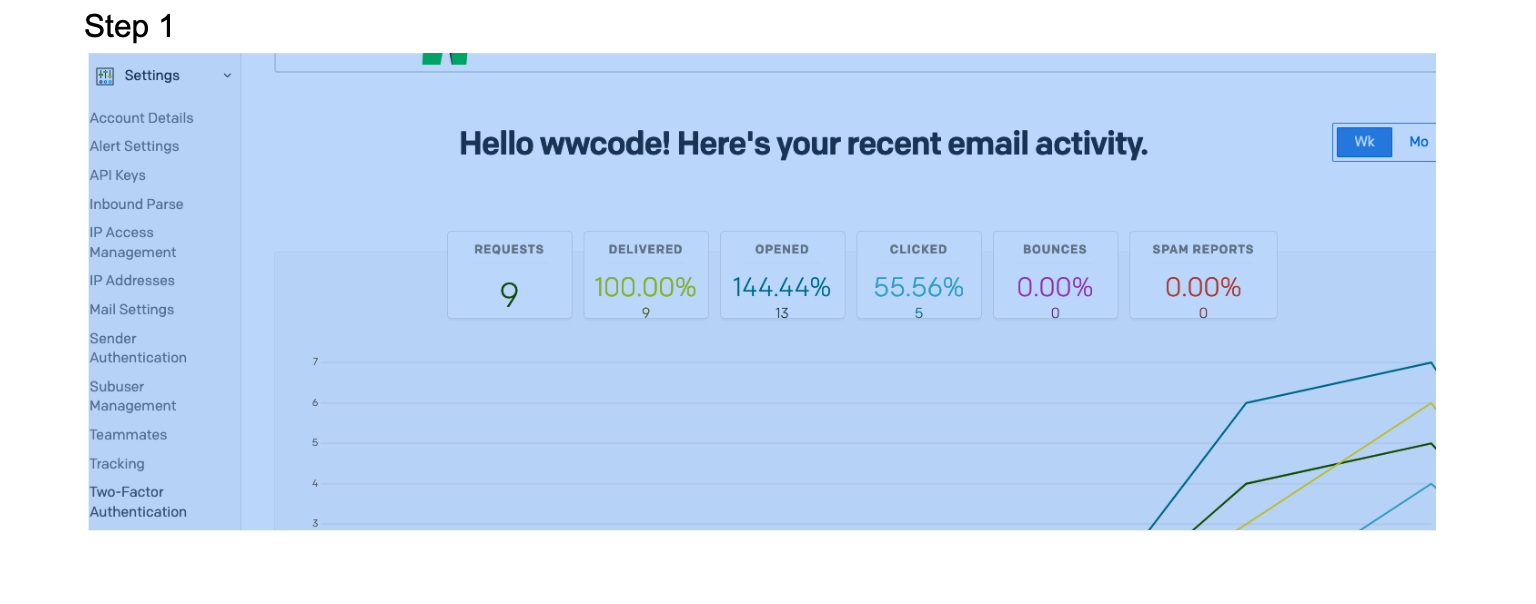 Step 1
Settings
Account Details
Alert Settings
API Keys
Inbound Parse
IP Access
Management
IP Addresses
Mail Settings
Sender
Authentication
Subuser
Management
Teammates
Tracking
Two-Factor
Authentication
Hello wwcode! Here's your recent email activity.
Wk Mo
REQUESTS DELIVERED OPENED CLICKED BOUNCES SPAM REPORTS
9 100.00% 144.44% 55.56% 0.00% 0.00%
9 13 5 0 0
7
6
5
4
3